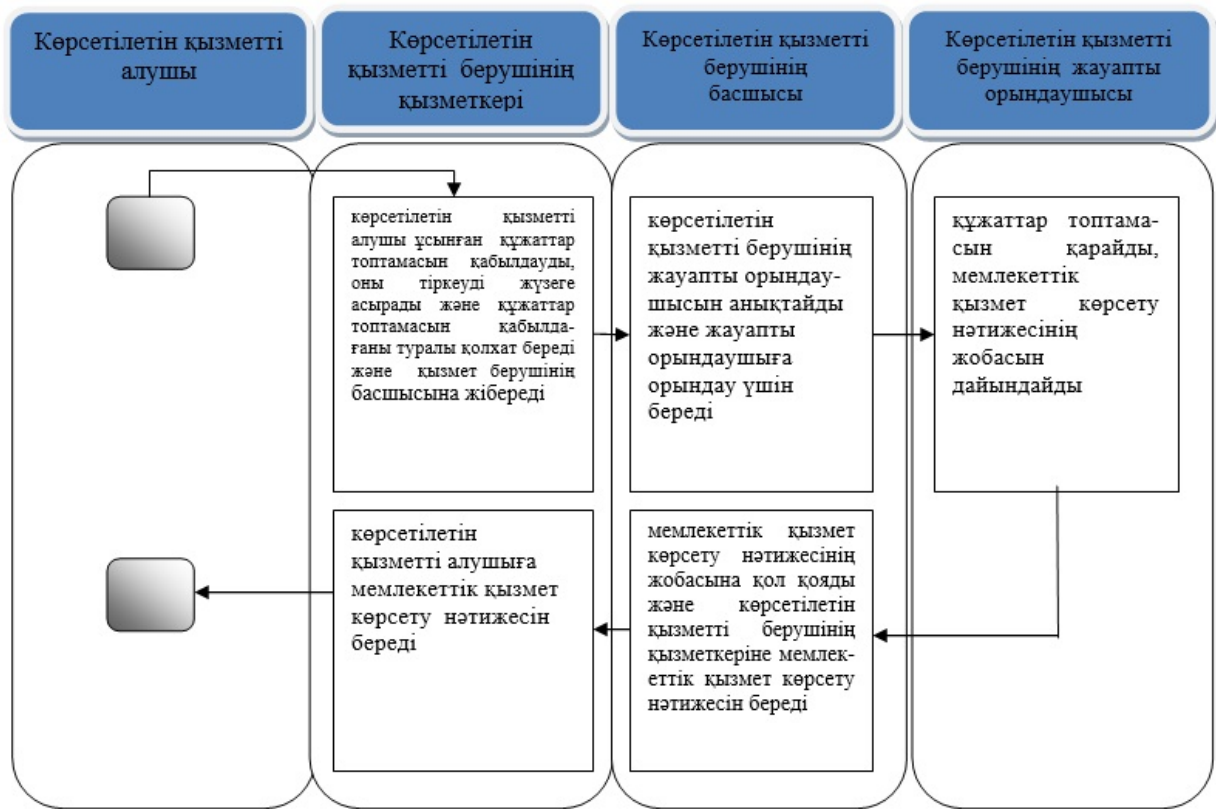 Көрсетілетін қызметті
алушы
Көрсетілетін
қызметті берушінің
қызметкері
Көрсетілетін қызметті
берушінің
басшысы
Көрсетілетін қызметті
берушінің жауапты
орындаушысы
көрсетілетін қызметті
алушы ұсынған құжаттар
топтамасын қабылдауды,
оны тіркеуді жүзеге
асырады және құжаттар
топтамасын қабылда-
ғаны туралы қолхат береді
және қызмет берушінің
басшысына жібереді
көрсетілетін
қызметті берушінің
жауапты орындау-
шысын анықтайды
және жауапты
орындаушыға
орындау үшін
береді
құжаттар топтама-
сын қарайды,
мемлекеттік
қызмет көрсету
нәтижесінің
жобасын
дайындайды
көрсетілетін
қызметті алушыға
мемлекеттік қызмет
көрсету нәтижесін
береді
мемлекеттік қызмет
көрсету нәтижесінің
жобасына қол қояды
және көрсетілетін
қызметті берушінің
қызметкеріне мемлек-
еттік қызмет көрсету
нәтижесін береді